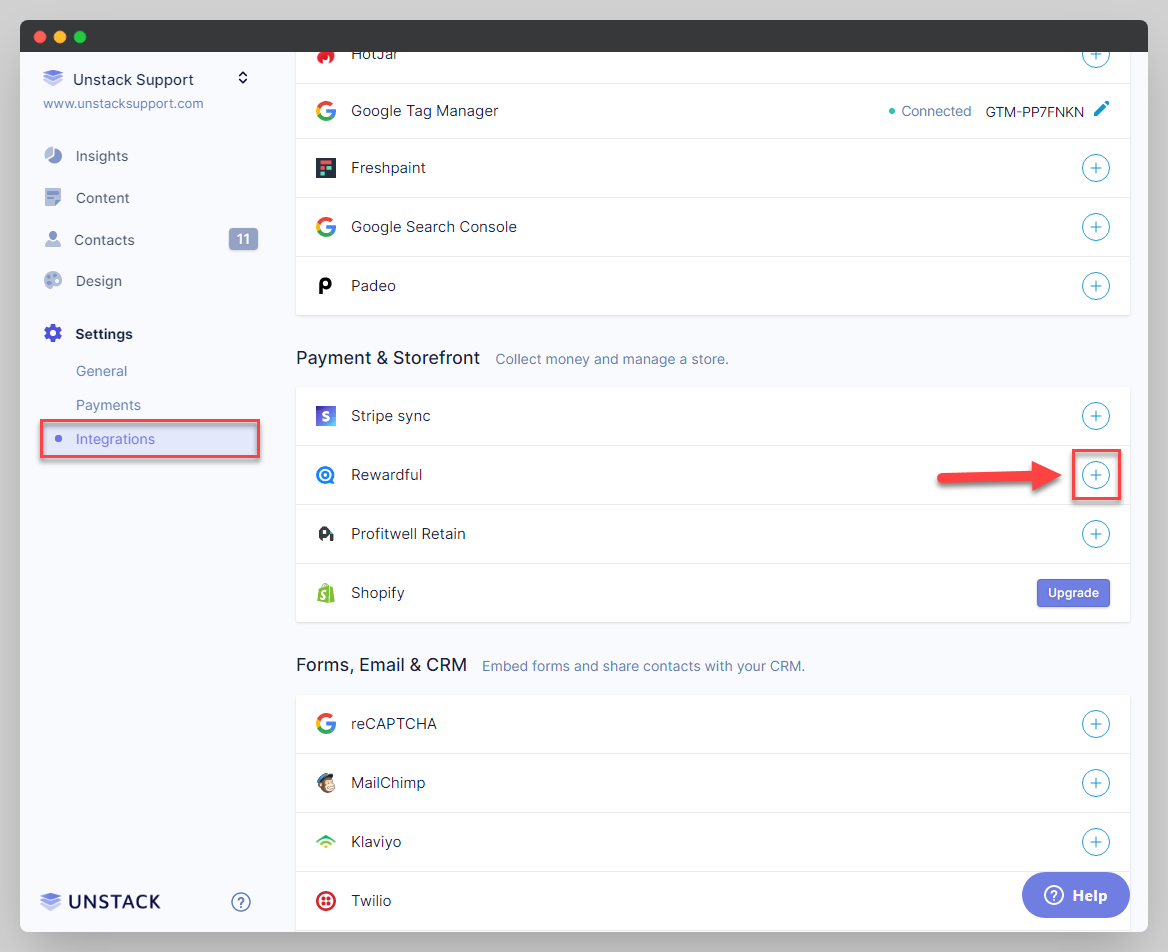 Unstack Support
www.unstacksupport.com
Insights
Content
Contacts 11
Design
Settings
General
Payments
Integrations
UNSTACK ?
HotJar
Google Tag Manager Connected GTM-PP7FNKN
Freshpaint
Google Search Console
Padeo
Payment & Storefront Collect money and manage a store.
S Stripe sync
Rewardful
Profitwell Retain
Shopify Upgrade
Forms, Email & CRM Embed forms and share contacts with your CRM.
reCAPTCHA
MailChimp
Klaviyo
Twilio
? Help